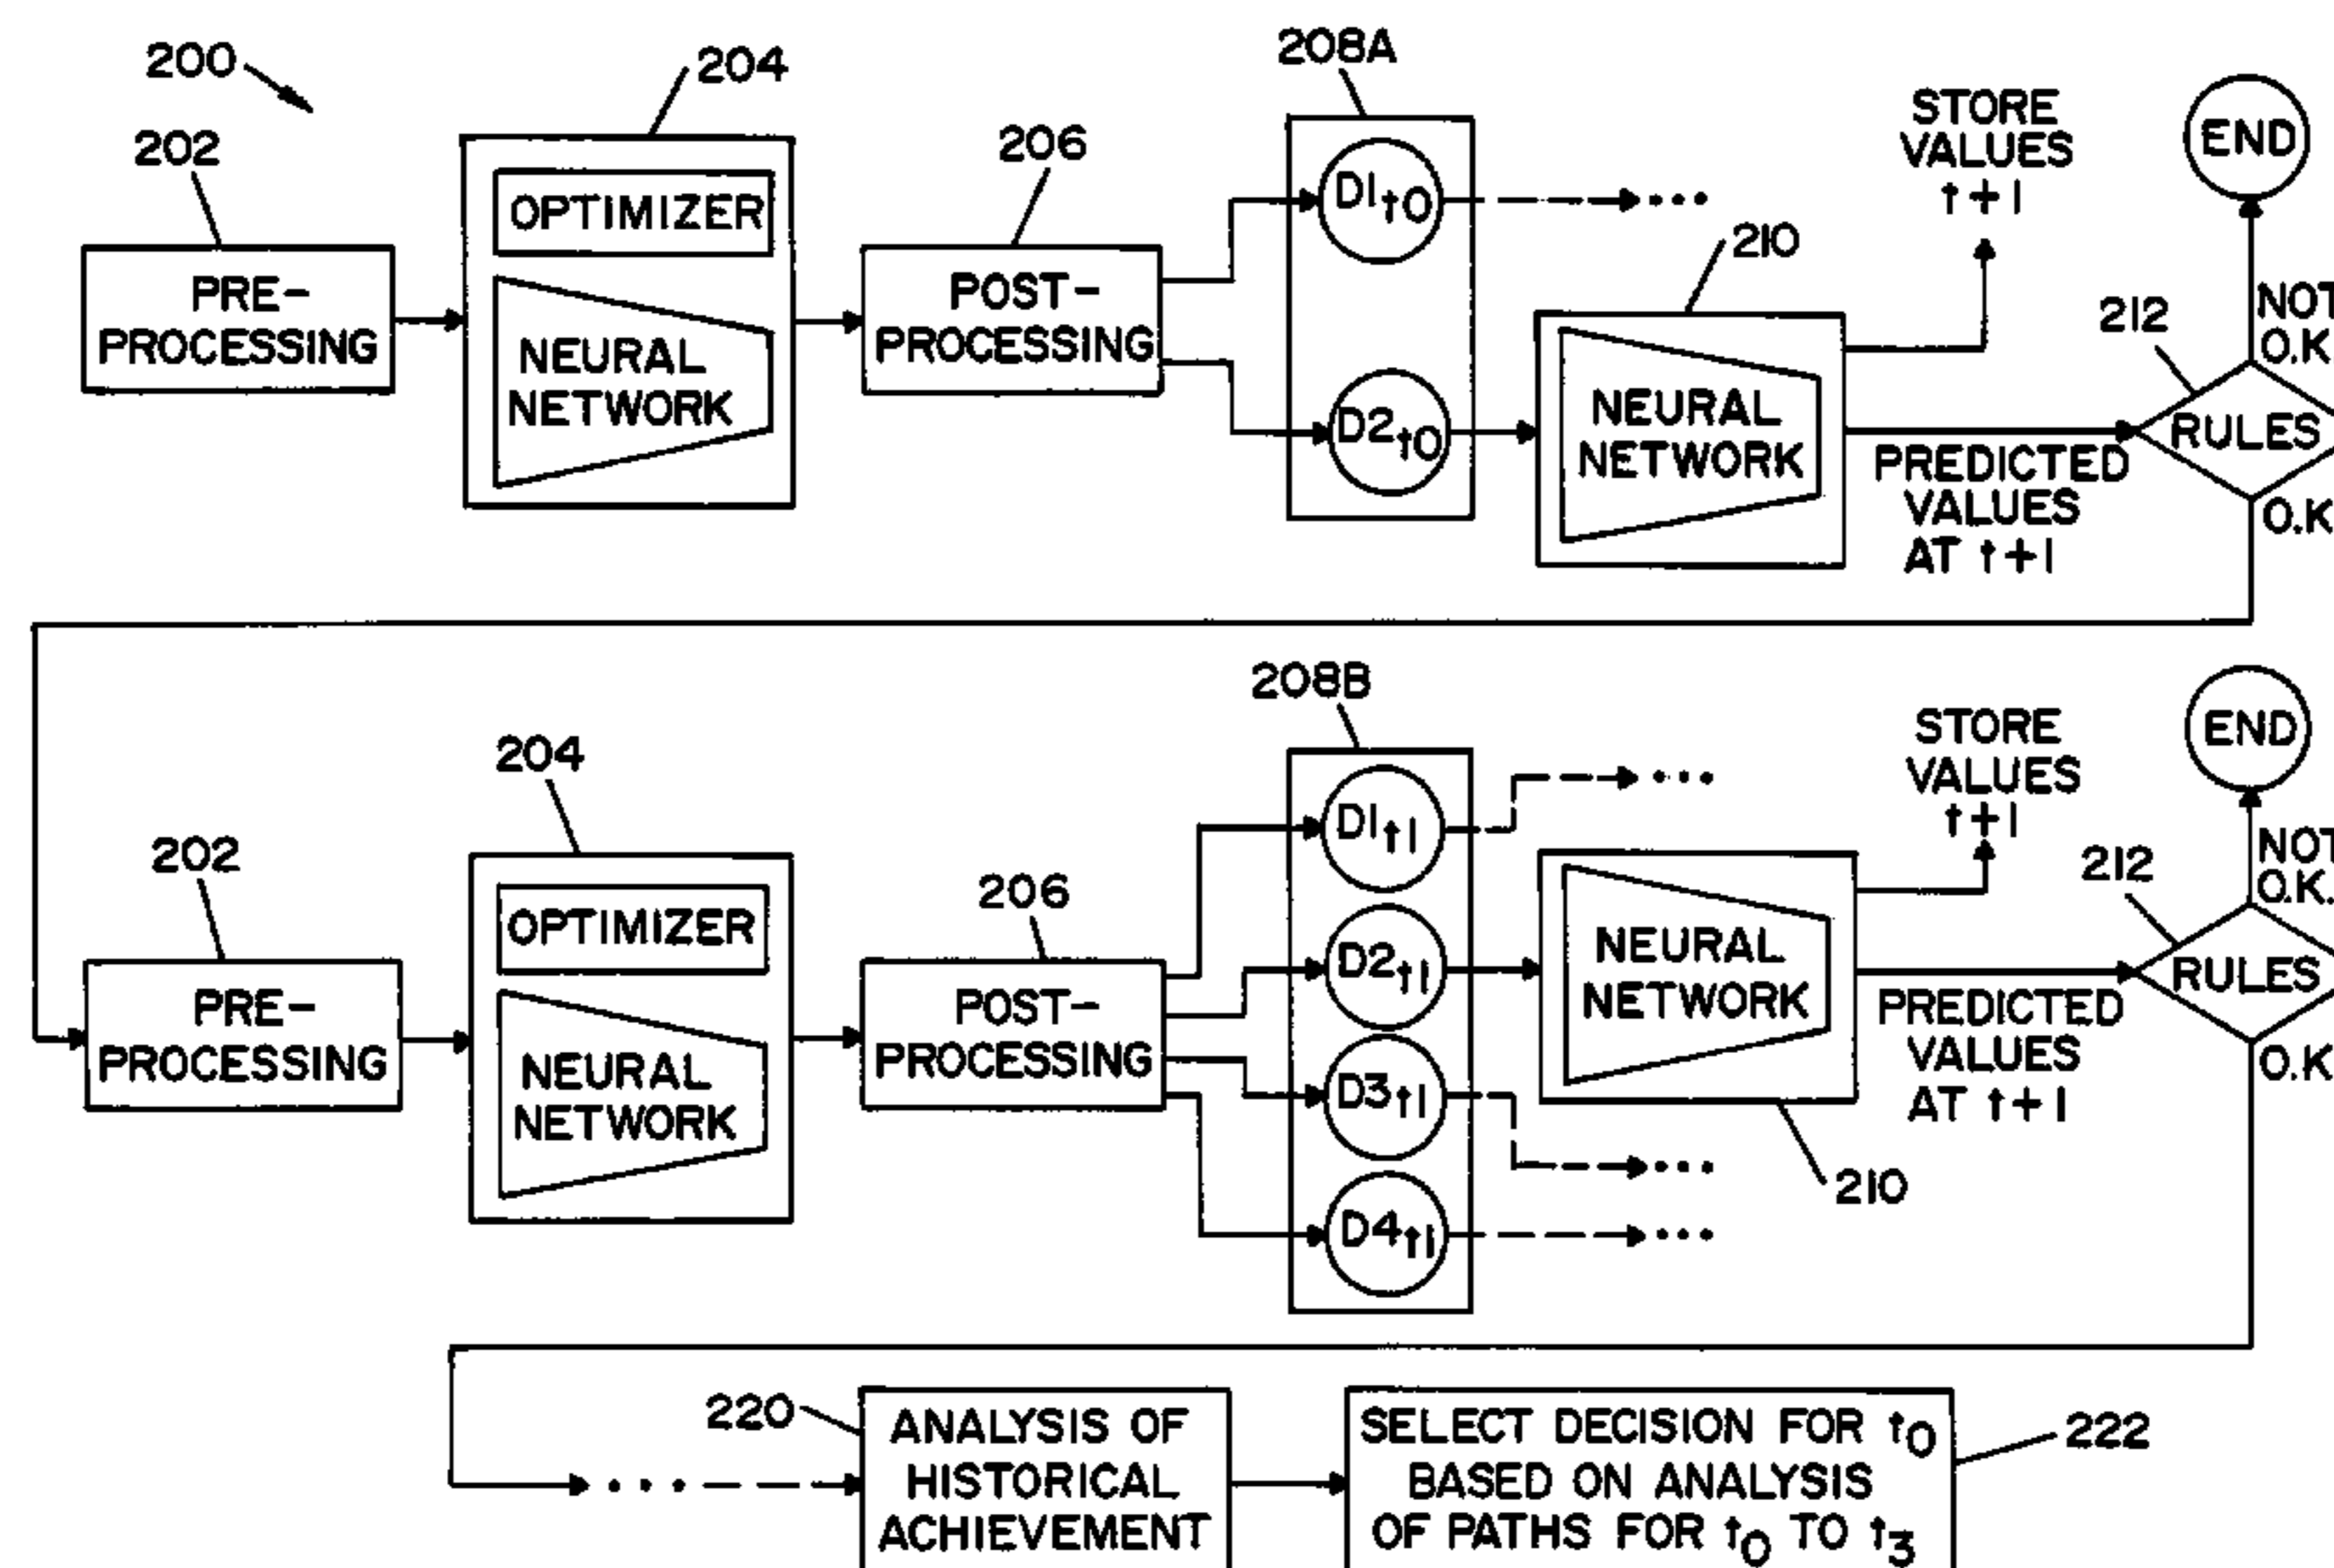 200
202
204
206
208A
210
212
PRE-
PROCESSING
OPTIMIZER
NEURAL
NETWORK
POST-
PROCESSING
D1t0
D2t0
NEURAL
NETWORK
STORE
VALUES
t+1
PREDICTED
VALUES
AT t+1
END
NOT
O.K
RULES
O.K
202
204
206
208B
PRE-
PROCESSING
OPTIMIZER
NEURAL
NETWORK
POST-
PROCESSING
D1t1
D2t1
D3t1
D4t1
NEURAL
NETWORK
210
STORE
VALUES
t+1
PREDICTED
VALUES
AT t+1
END
NOT
O.K.
212
RULES
O.K
220
ANALYSIS OF
HISTORICAL
ACHIEVEMENT
SELECT DECISION FOR t0
BASED ON ANALYSIS
OF PATHS FOR t0 TO t3
222